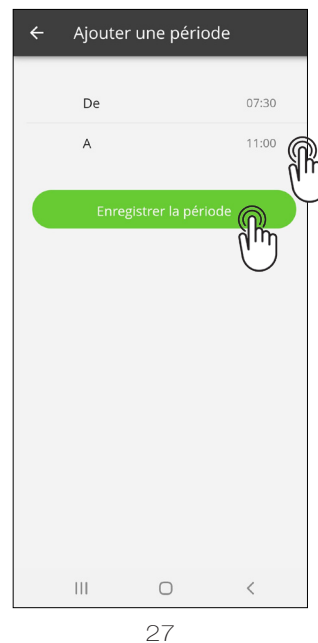 Ajouter une période
De 07:30
A 11:00
Enregistrer la période
27